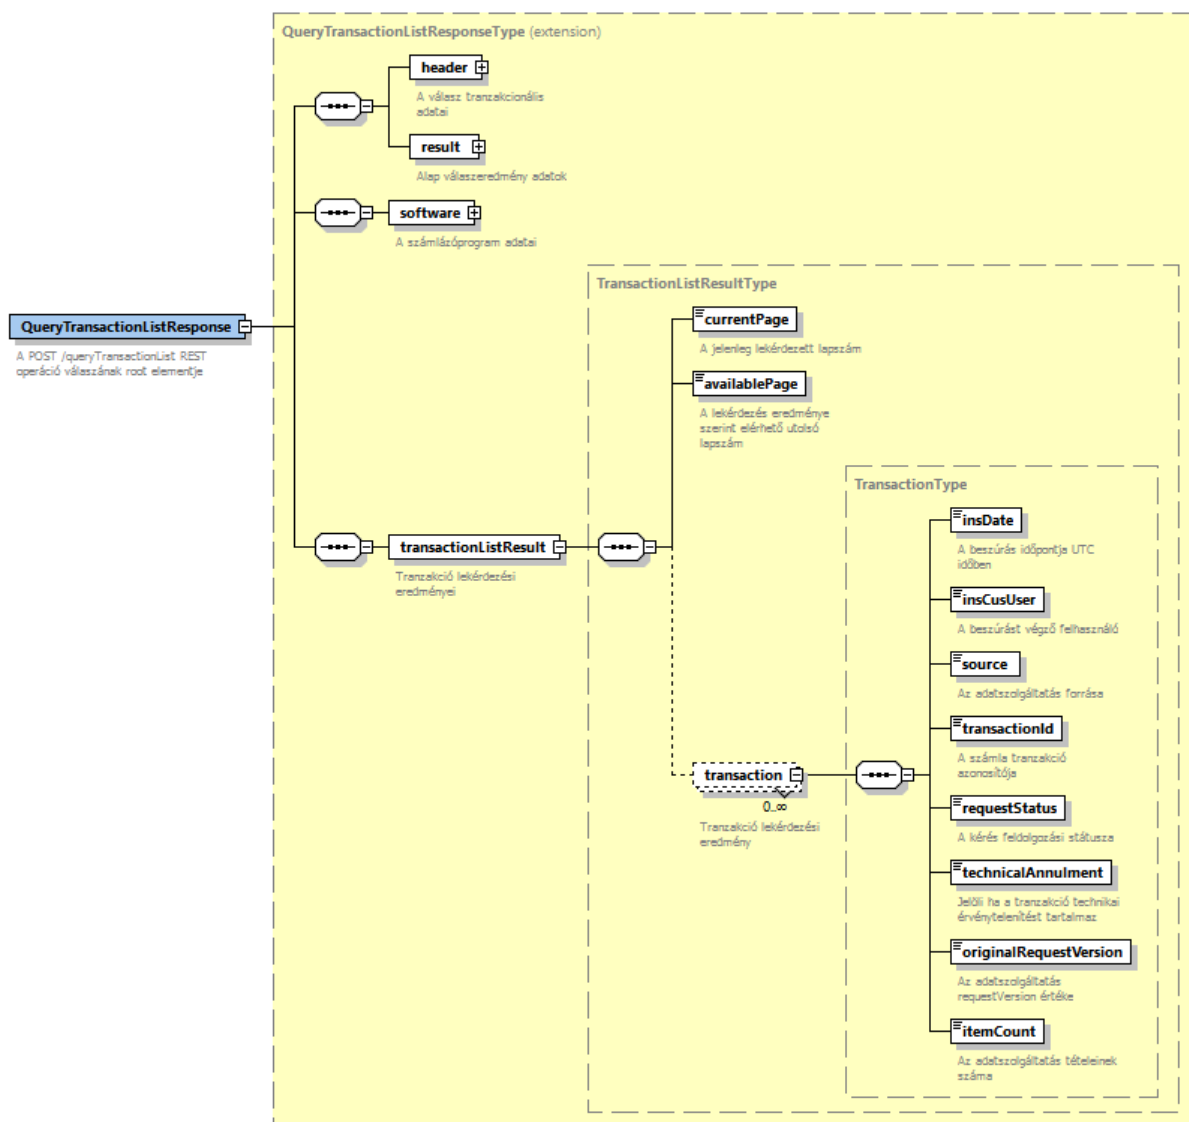 QueryTransactionListResponseType (extension)
header
A válasz tranzakcionális
adatai
result
Alap válaszeredmény adatok
software
A számlázóprogram adatai
QueryTransactionListResponse
A POST /queryTransactionList REST
operáció válaszának root elementje
transactionListResult
Tranzakció lekérdezési
eredményei
TransactionListResultType
currentPage
A jelenleg lekérdezett lapszám
availablePage
A lekérdezés eredménye
szerint elérhető utolsó
lapszám
transaction
0..∞
Tranzakció lekérdezési
eredmény
TransactionType
insDate
A beszúrás időpontja UTC
időben
insCusUser
A beszúrást végző felhasználó
source
Az adatszolgáltatás forrása
transactionId
A számla tranzakció
azonosítója
requestStatus
A kérés feldolgozási státusza
technicalAnnulment
Jelöli ha a tranzakció technikai
érvénytelenítést tartalmaz
originalRequestVersion
Az adatszolgáltatás
requestVersion értéke
itemCount
Az adatszolgáltatás tételeinek
száma